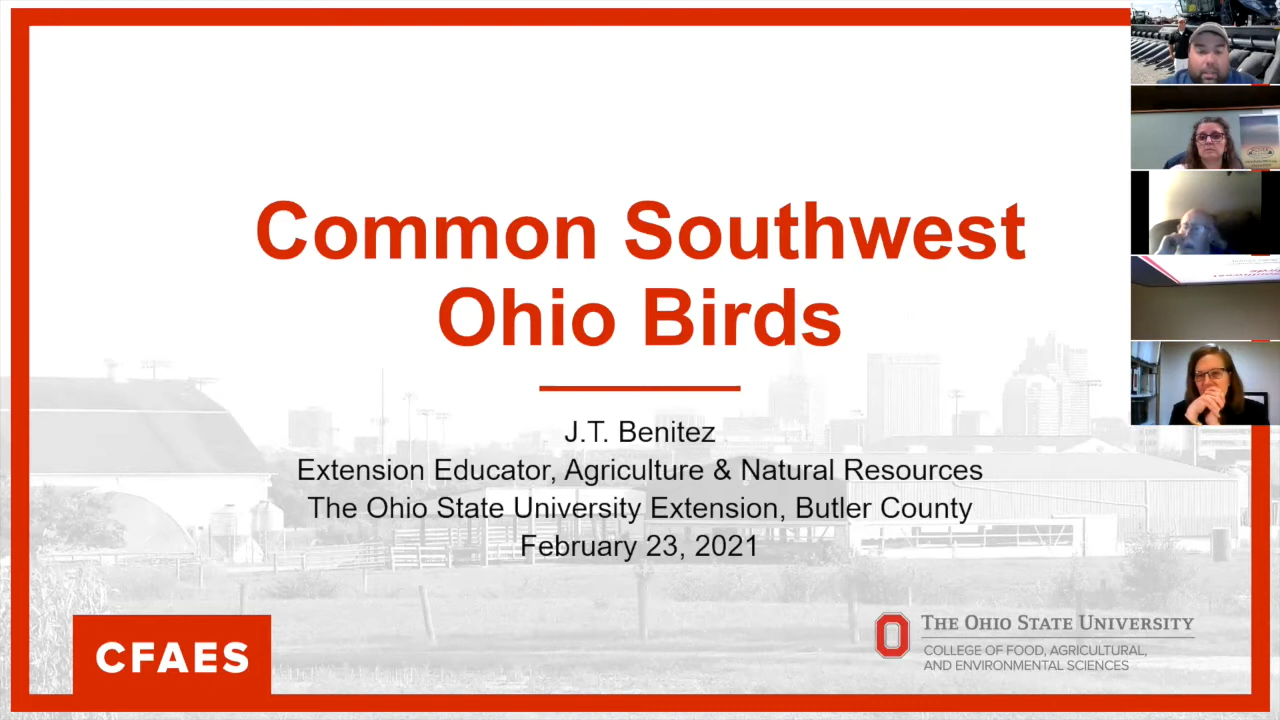 Common Southwest
Ohio Birds
J.T. Benitez
Extension Educator, Agriculture & Natural Resources
The Ohio State University Extension, Butler County
February 23, 2021
CFAES
THE OHIO STATE UNIVERSITY
COLLEGE OF FOOD, AGRICULTURAL,
AND ENVIRONMENTAL SCIENCES